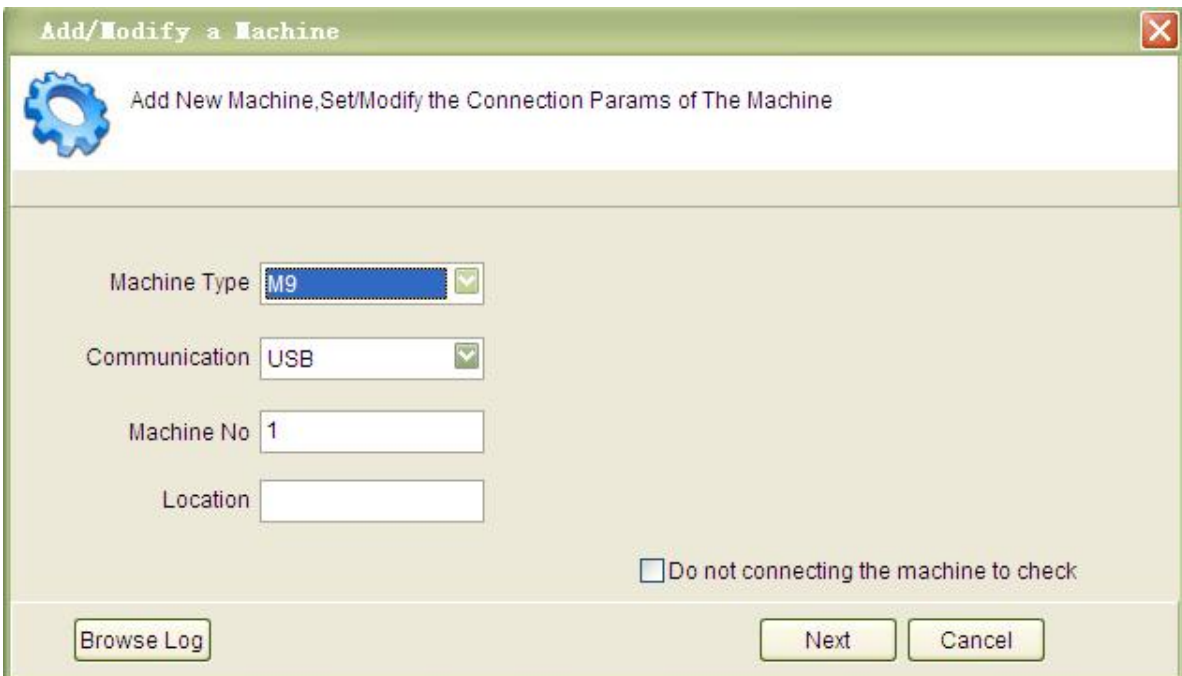 Add/Modify a Machine
Add New Machine,Set/Modify the Connection Params of The Machine
Machine Type M9
Communication USB
Machine No 1
Location
Do not connecting the machine to check
Browse Log Next Cancel